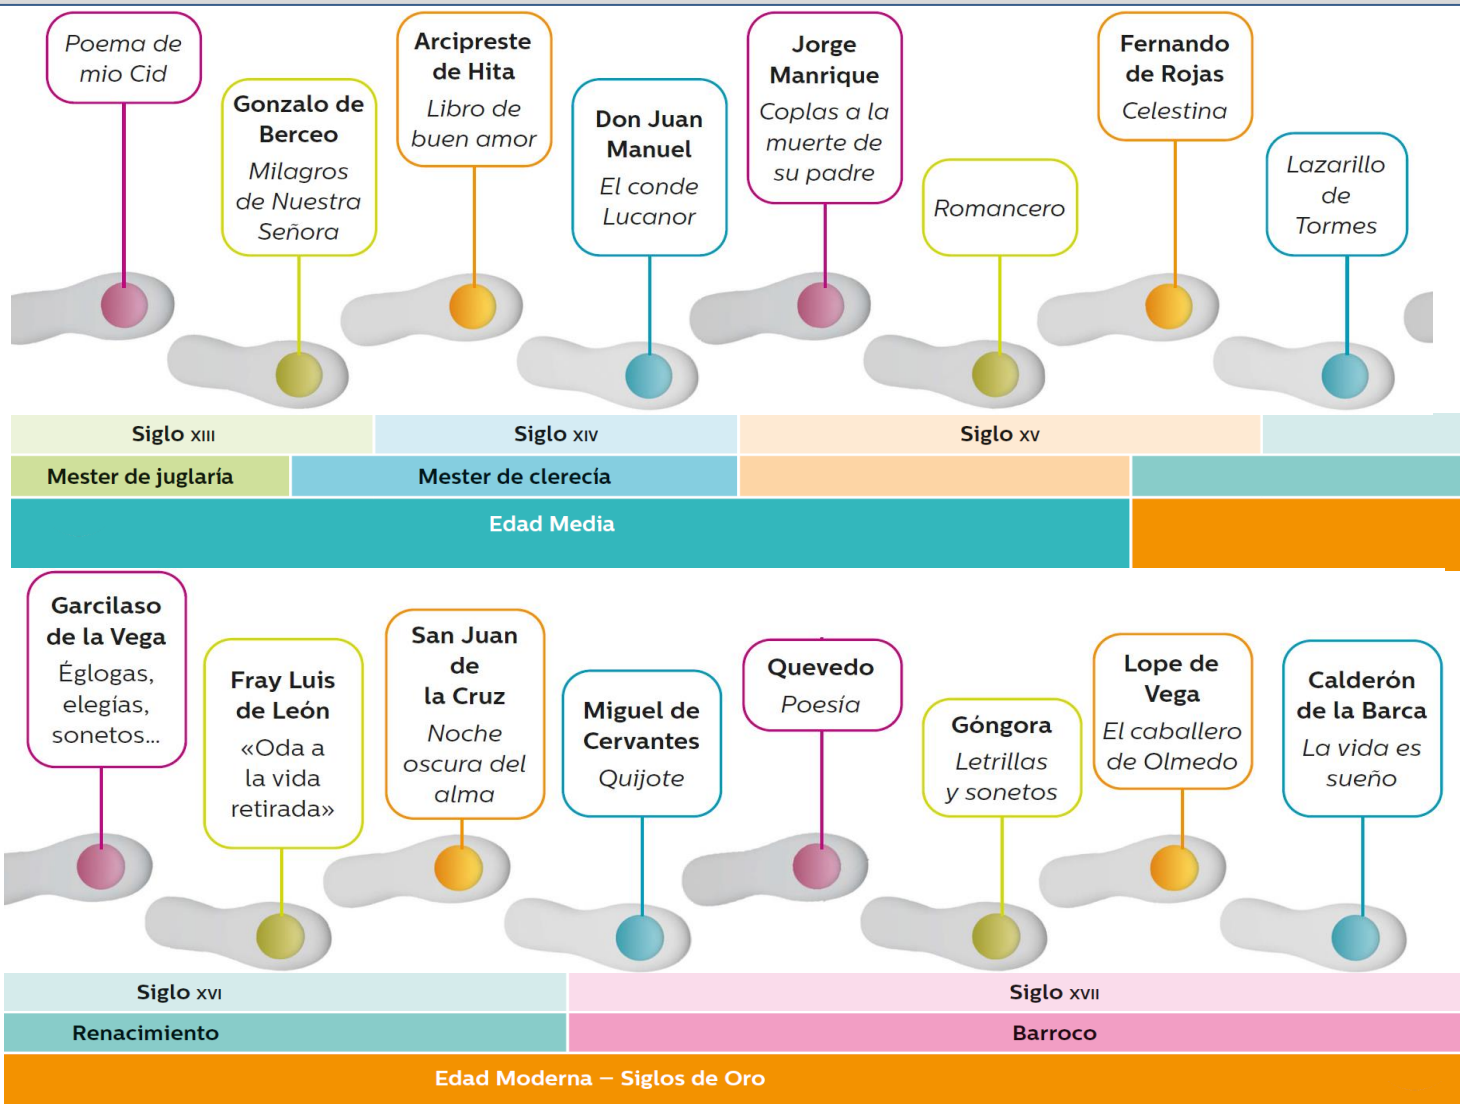 Poema de
mio Cid
Gonzalo de
Berceo
Milagros
de Nuestra
Señora
Arcipreste
de Hita
Libro de
buen amor
Don Juan
Manuel
El conde
Lucanor
Jorge
Manrique
Coplas a la
muerte de
su padre
Romancero
Fernando
de Rojas
Celestina
Lazarillo
de
Tormes
Siglo XIII
Siglo XIV
Siglo XV
Mester de juglaría
Mester de clerecía
Edad Media
Garcilaso
de la Vega
Églogas,
elegías,
sonetos...
Fray Luis
de León
«Oda a
la vida
retirada»
San Juan
de
la Cruz
Noche
oscura del
alma
Miguel de
Cervantes
Quijote
Quevedo
Poesía
Góngora
Letrillas
y sonetos
Lope de
Vega
El caballero
de Olmedo
Calderón
de la Barca
La vida es
sueño
Siglo XVI
Siglo XVII
Renacimiento
Barroco
Edad Moderna – Siglos de Oro